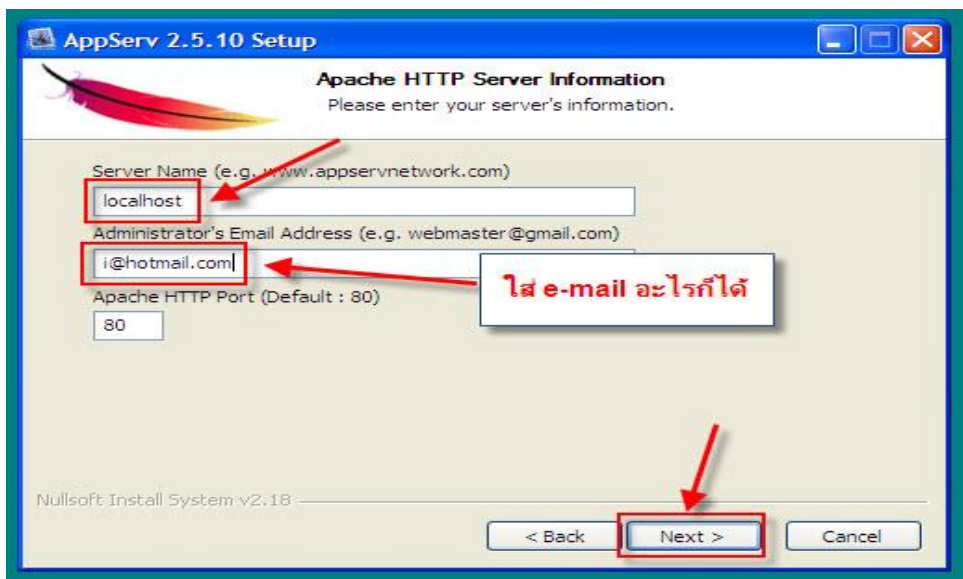 AppServ 2.5.10 Setup
Apache HTTP Server Information
Please enter your server's information.
Server Name (e.g. www.appservnetwork.com)
localhost
Administrator's Email Address (e.g. webmaster@gmail.com)
i@hotmail.com
ใส่ e-mail อะไรก็ได้
Apache HTTP Port (Default : 80)
80
Nullsoft Install System v2.18
< Back
Next >
Cancel